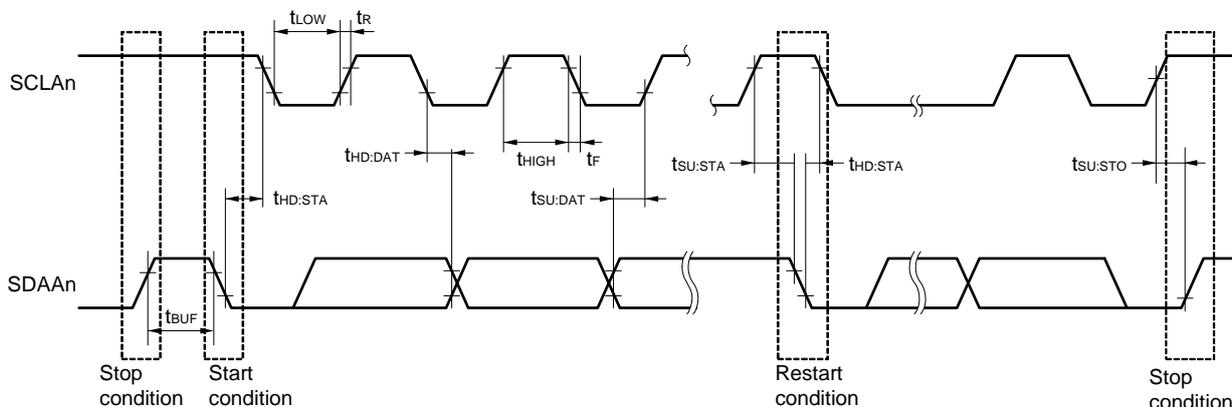 tLOW
tR
SCLAn
tHD:DAT
tHIGH
tF
tSU:STA
tHD:STA
tSU:STO
tHD:STA
tSU:DAT
SDAAn
tBUF
Stop
condition
Start
condition
Restart
condition
Stop
condition